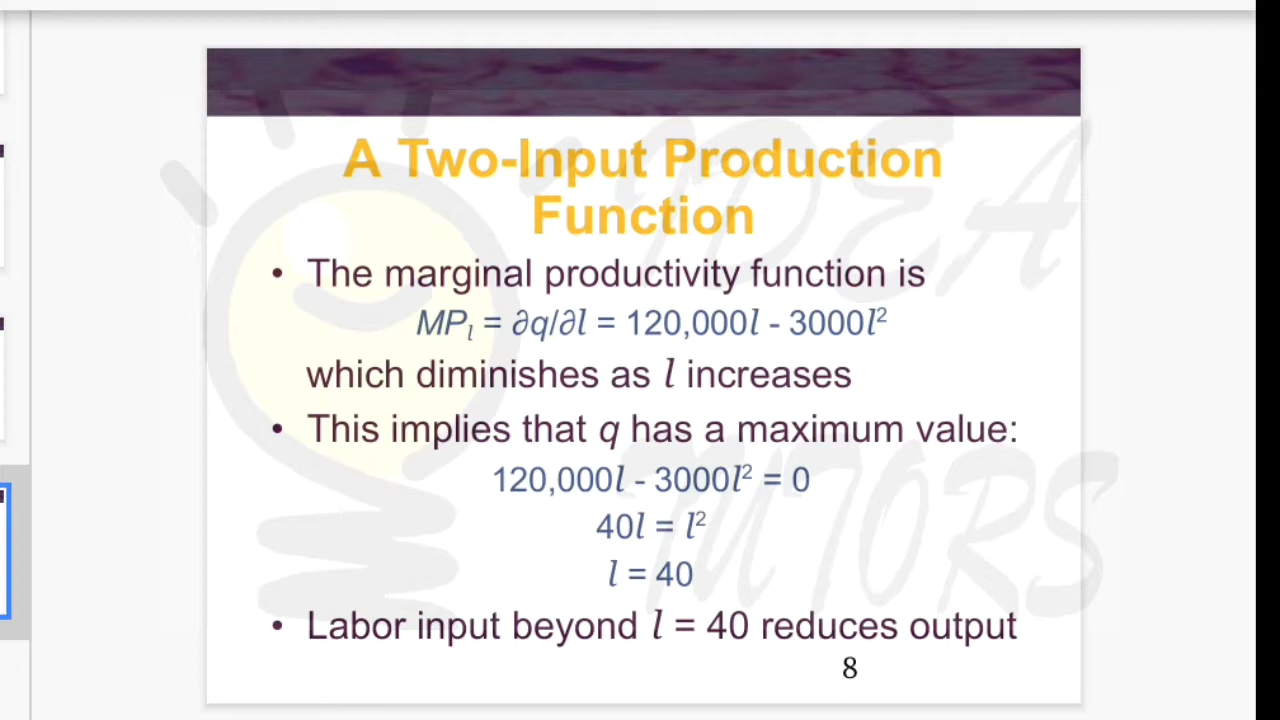 A Two-Input Production
Function
• The marginal productivity function is
MPₗ = ∂q/∂l = 120,000l - 3000l²
which diminishes as l increases
• This implies that q has a maximum value:
120,000l - 3000l² = 0
40l = l²
l = 40
• Labor input beyond l = 40 reduces output
8
IDEA